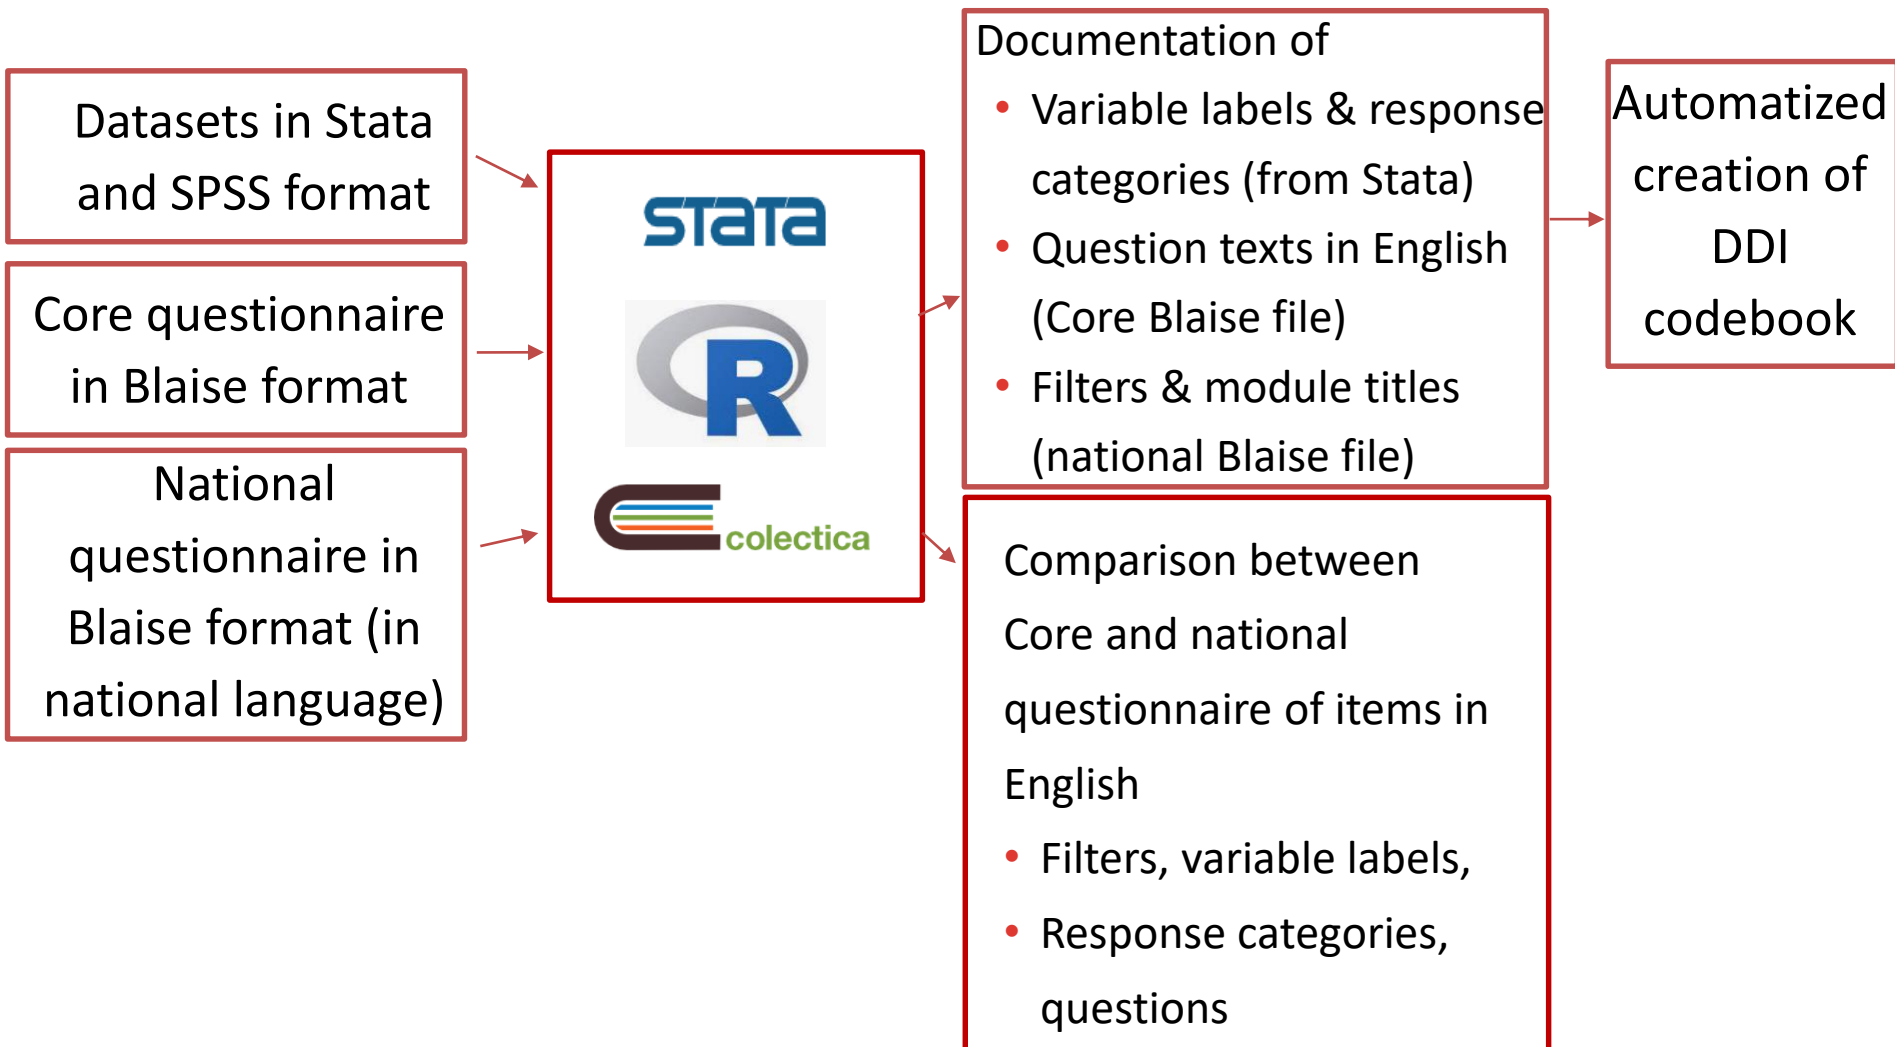 Datasets in Stata
and SPSS format
Core questionnaire
in Blaise format
National
questionnaire in
Blaise format (in
national language)
STATA
R
colectica
Documentation of
• Variable labels & response
categories (from Stata)
• Question texts in English
(Core Blaise file)
• Filters & module titles
(national Blaise file)
Comparison between
Core and national
questionnaire of items in
English
• Filters, variable labels,
• Response categories,
questions
Automatized
creation of
DDI
codebook